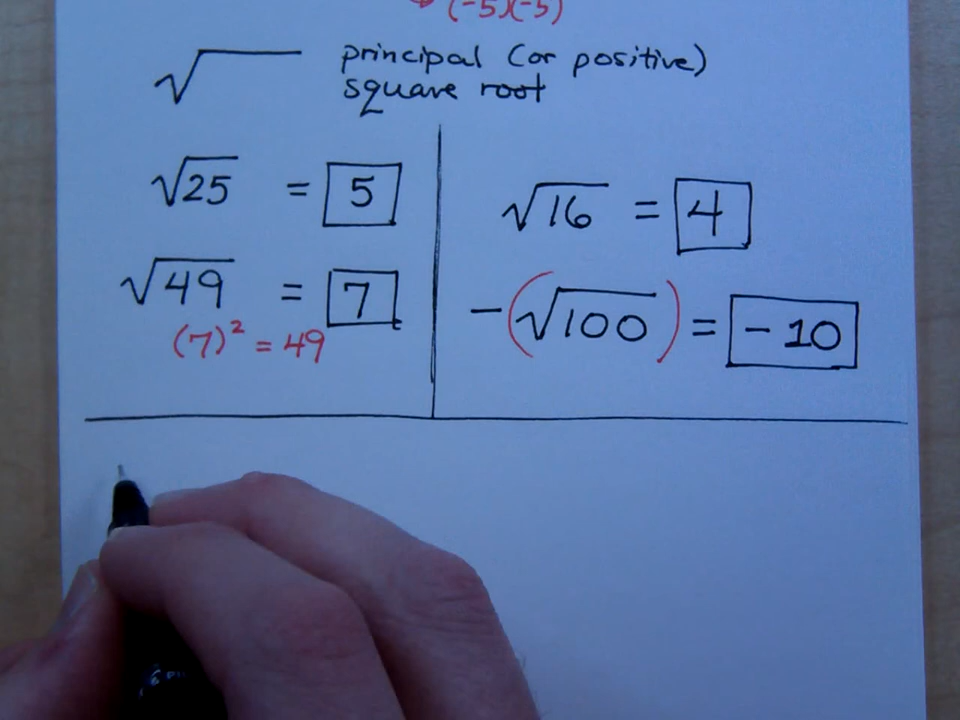 (-5)(-5)
√ principal (or positive)
square root
√25 = 5
√49 = 7
(7)² = 49
√16 = 4
-(√100) = -10